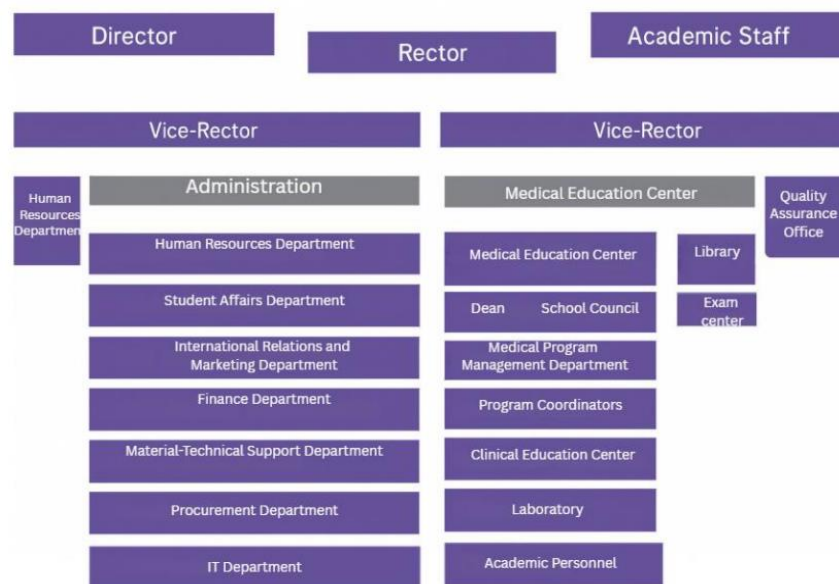 Director
Rector
Academic Staff
Vice-Rector
Vice-Rector
Human
Resources
Departmen
Administration
Human Resources Department
Student Affairs Department
International Relations and
Marketing Department
Finance Department
Material-Technical Support Department
Procurement Department
IT Department
Medical Education Center
Medical Education Center
Dean School Council
Medical Program
Management Department
Program Coordinators
Clinical Education Center
Laboratory
Academic Personnel
Library
Exam
center
Quality
Assurance
Office